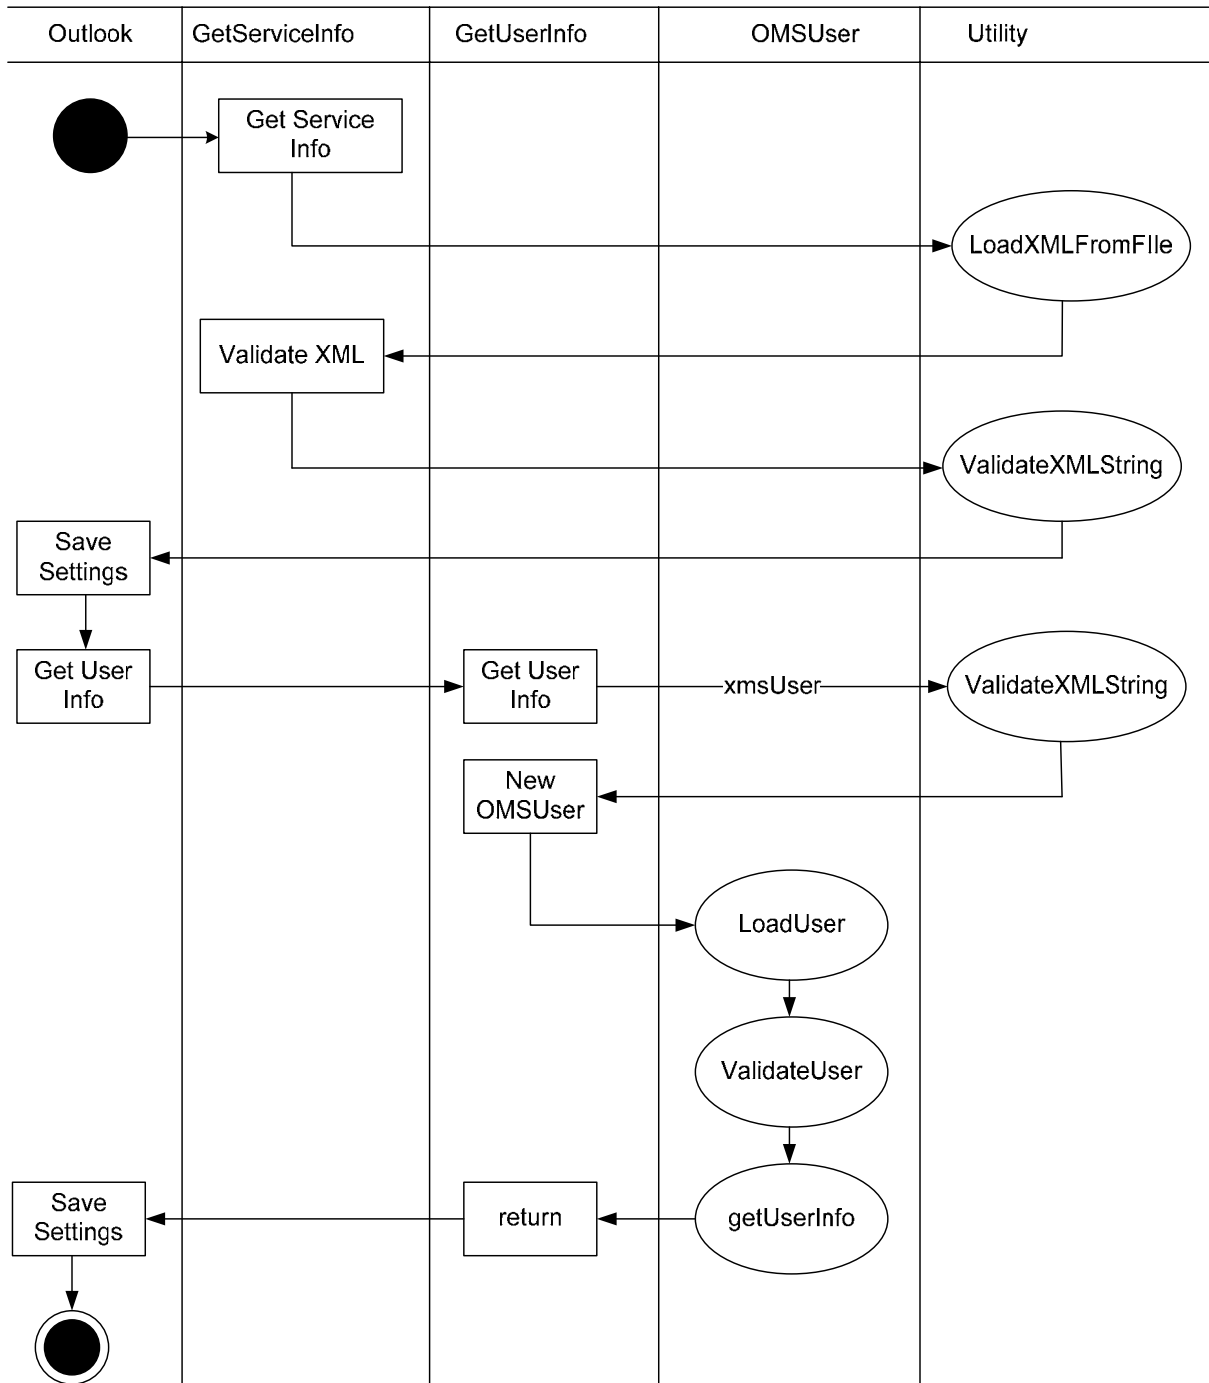 Outlook
GetServiceInfo
GetUserInfo
OMSUser
Utility
Get Service
Info
LoadXMLFromFIle
Validate XML
ValidateXMLString
Save
Settings
Get User
Info
Get User
Info
xmsUser
ValidateXMLString
New
OMSUser
LoadUser
ValidateUser
Save
Settings
return
getUserInfo